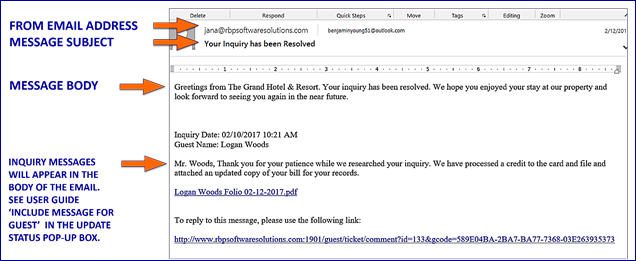 Delete Respond Quick Steps Move Tags Editing Zoom
FROM EMAIL ADDRESS
jana@rbpsoftwaresolutions.com benjaminyoung51@outlook.com 2/12/201
MESSAGE SUBJECT
Your Inquiry has been Resolved
1 2 3 4 5 6 7 8
MESSAGE BODY
Greetings from The Grand Hotel & Resort. Your inquiry has been resolved. We hope you enjoyed your stay at our property and
look forward to seeing you again in the near future.
Inquiry Date: 02/10/2017 10:21 AM
Guest Name: Logan Woods
INQUIRY MESSAGES
WILL APPEAR IN THE
BODY OF THE EMAIL.
SEE USER GUIDE
‘INCLUDE MESSAGE FOR
GUEST’ IN THE UPDATE
STATUS POP-UP BOX.
Mr. Woods, Thank you for your patience while we researched your inquiry. We have processed a credit to the card and file and
attached an updated copy of your bill for your records.
Logan Woods Folio 02-12-2017.pdf
To reply to this message, please use the following link:
http://www.rbpsoftwaresolutions.com:1901/guest/ticket/comment?id=133&gcode=589E04BA-2BA7-BA77-7368-03E263935373